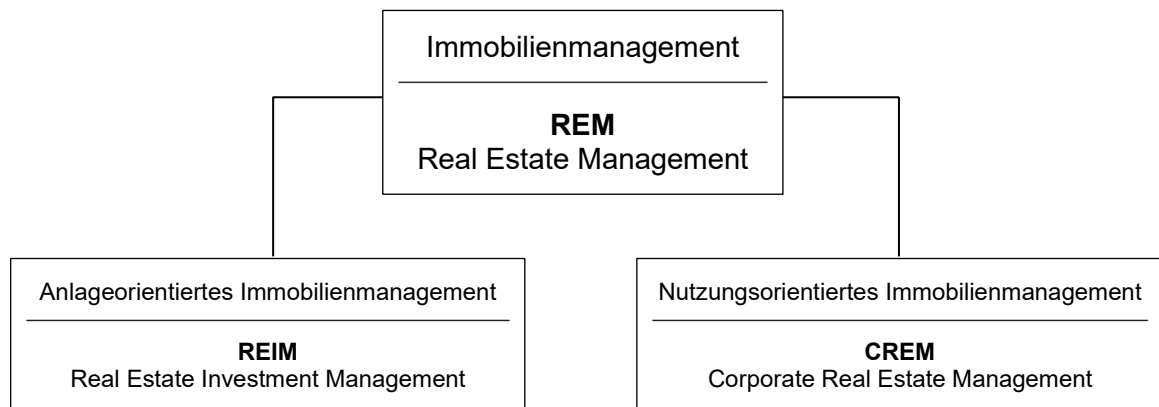 Immobilienmanagement
REM
Real Estate Management
Anlageorientiertes Immobilienmanagement
REIM
Real Estate Investment Management
Nutzungsorientiertes Immobilienmanagement
CREM
Corporate Real Estate Management